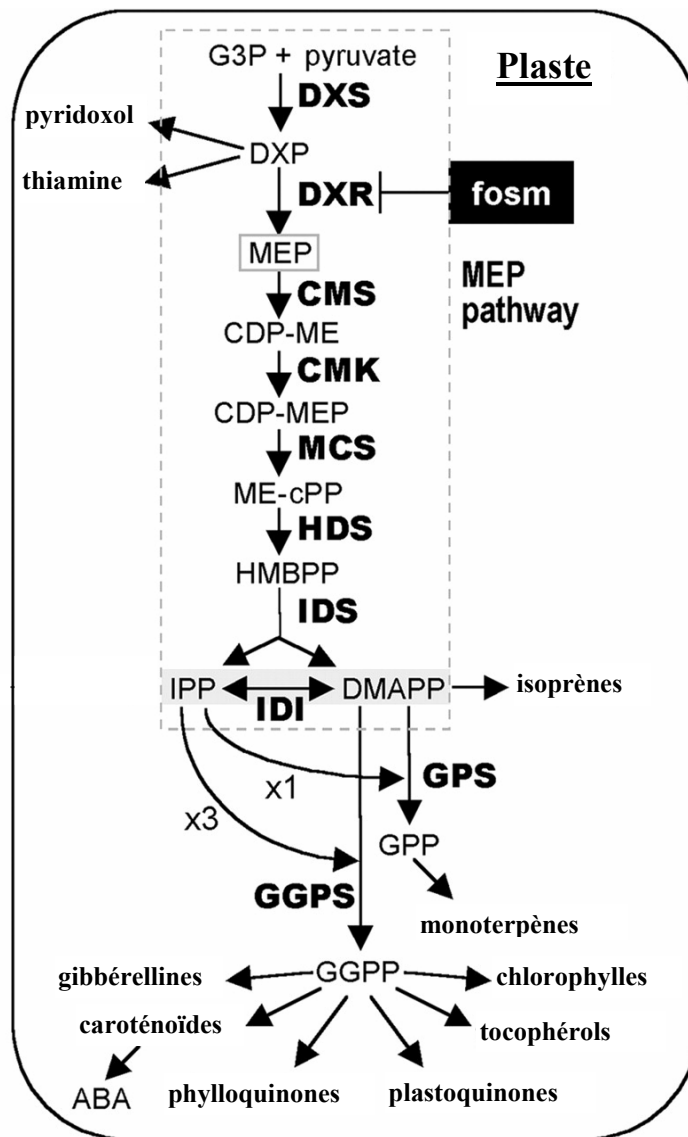 G3P + pyruvate
Plaste
DXS
pyridoxol
DXP
thiamine
DXR
fosm
MEP
MEP
pathway
CMS
CDP-ME
CMK
CDP-MEP
MCS
ME-cPP
HDS
HMBPP
IDS
IPP
DMAPP
isoprènes
IDI
x1
GPS
x3
GPP
GGPS
monoterpènes
GGPP
gibbérellines
chlorophylles
caroténoïdes
tocophérols
ABA
phylloquinones
plastoquinones